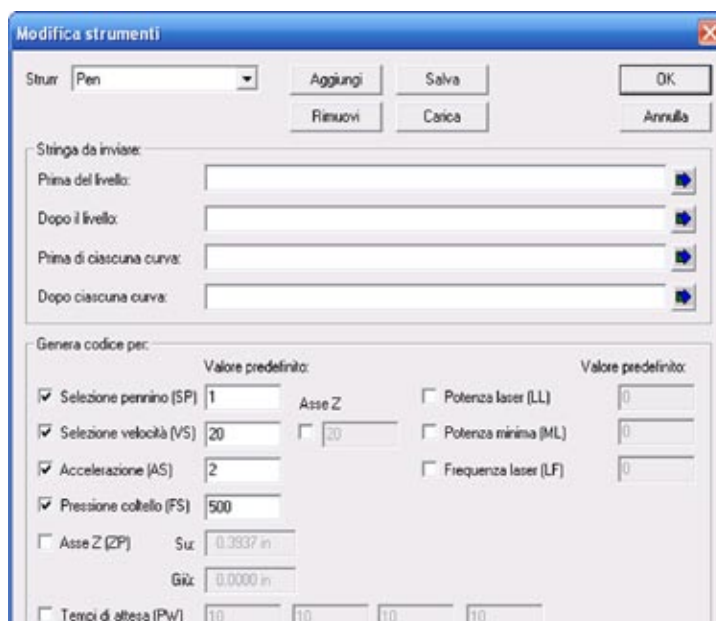 Modifica strumenti
Strum Pen Aggiungi Salva OK
Rimuovi Carica Annulla
Stringa da inviare:
Prima del livello:
Dopo il livello:
Prima di ciascuna curva:
Dopo ciascuna curva:
Genera codice per:
Valore predefinito: Valore predefinito:
Selezione pennino (SP) 1 Asse Z Potenza laser (LL) 0
Selezione velocità (VS) 20 20 Potenza minima (ML) 0
Accelerazione (AS) 2 Frequenza laser (LF) 0
Pressione coltello (FS) 500
Asse Z (ZP) Su: 0.3937 in
Giù: 0.0000 in
Tempi di attesa (PW) 10 10 10 10